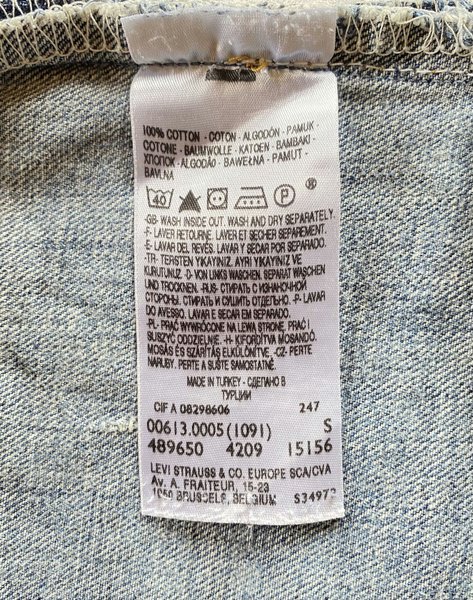 100% COTTON - COTON - ALGODÓN - PAMUK -
COTONE - BAUMWOLLE - KATOEN - BAMBAKI -
ХЛОПОК - ALGODÃO - BAWEŁNA - PAMUT -
BAVLNA
40 P ®
-GB- WASH INSIDE OUT. WASH AND DRY SEPARATELY.
-F- LAVER RETOURNE. LAVER ET SECHER SEPAREMENT.
-E- LAVAR DEL REVÉS. LAVAR Y SECAR POR SEPARADO.
-TR- TERSTEN YIKAYINIZ. AYRI YIKAYINIZ VE
KURUTUNUZ. -D- VON LINKS WASCHEN. SEPARAT WASCHEN
UND TROCKNEN. -RUS- СТИРАТЬ С ИЗНАНОЧНОЙ
СТОРОНЫ. СТИРАТЬ И СУШИТЬ ОТДЕЛЬНО. -P- LAVAR
DO AVESSO. LAVAR E SECAR EM SEPARADO.
-PL- PRAĆ WYWRÓCONE NA LEWĄ STRONĘ, PRAĆ I
SUSZYĆ ODDZIELNIE. -H- KIFORDÍTVA MOSANDÓ.
MOSÁS ÉS SZÁRÍTÁS ELKÜLÖNÍTVE. -CZ- PERTE
NARUBY. PERTE A SUŠTE SAMOSTATNĚ.
MADE IN TURKEY - СДЕЛАНО В
ТУРЦИИ
CIF A 08298606 247
00613.0005 (1091) S
489650 4209 15156
LEVI STRAUSS & CO. EUROPE SCA/CVA
Av. A. FRAITEUR, 15-23
1050 BRUSSELS, BELGIUM S3497